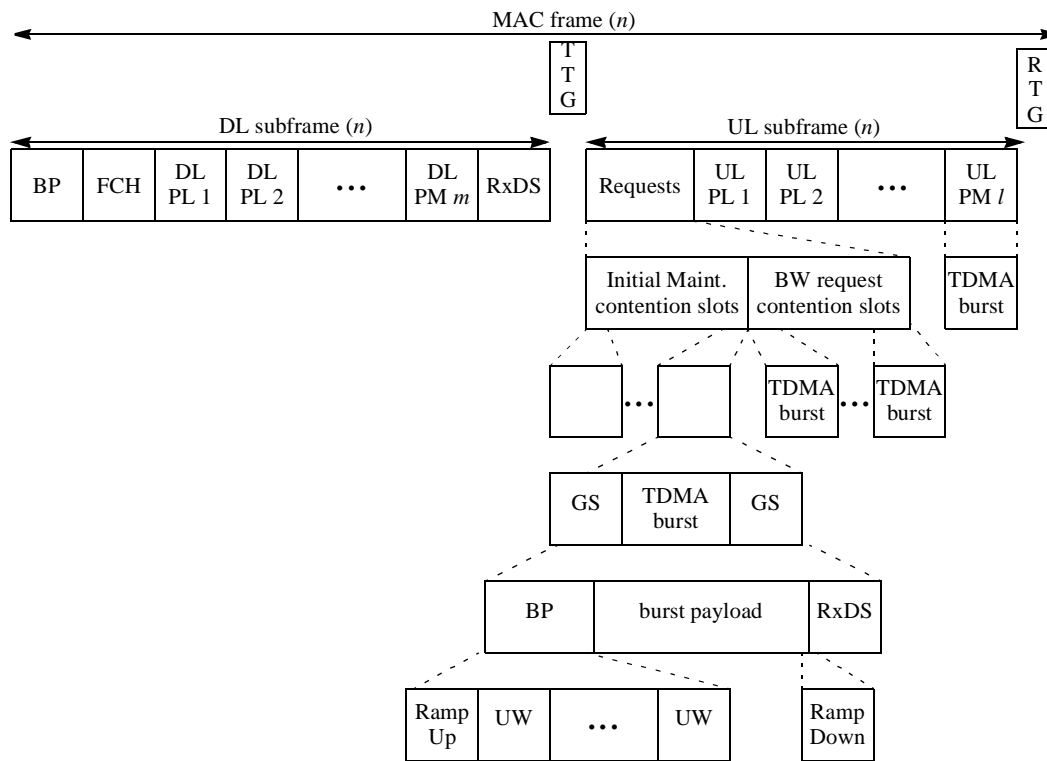 MAC frame (n)
T
T
G
R
T
G
DL subframe (n)
UL subframe (n)
BP
FCH
DL
PL 1
DL
PL 2
•••
DL
PM m
RxDS
Requests
UL
PL 1
UL
PL 2
•••
UL
PM l
Initial Maint.
contention slots
BW request
contention slots
TDMA
burst
•••
TDMA
burst
•••
TDMA
burst
GS
TDMA
burst
GS
BP
burst payload
RxDS
Ramp
Up
UW
•••
UW
Ramp
Down